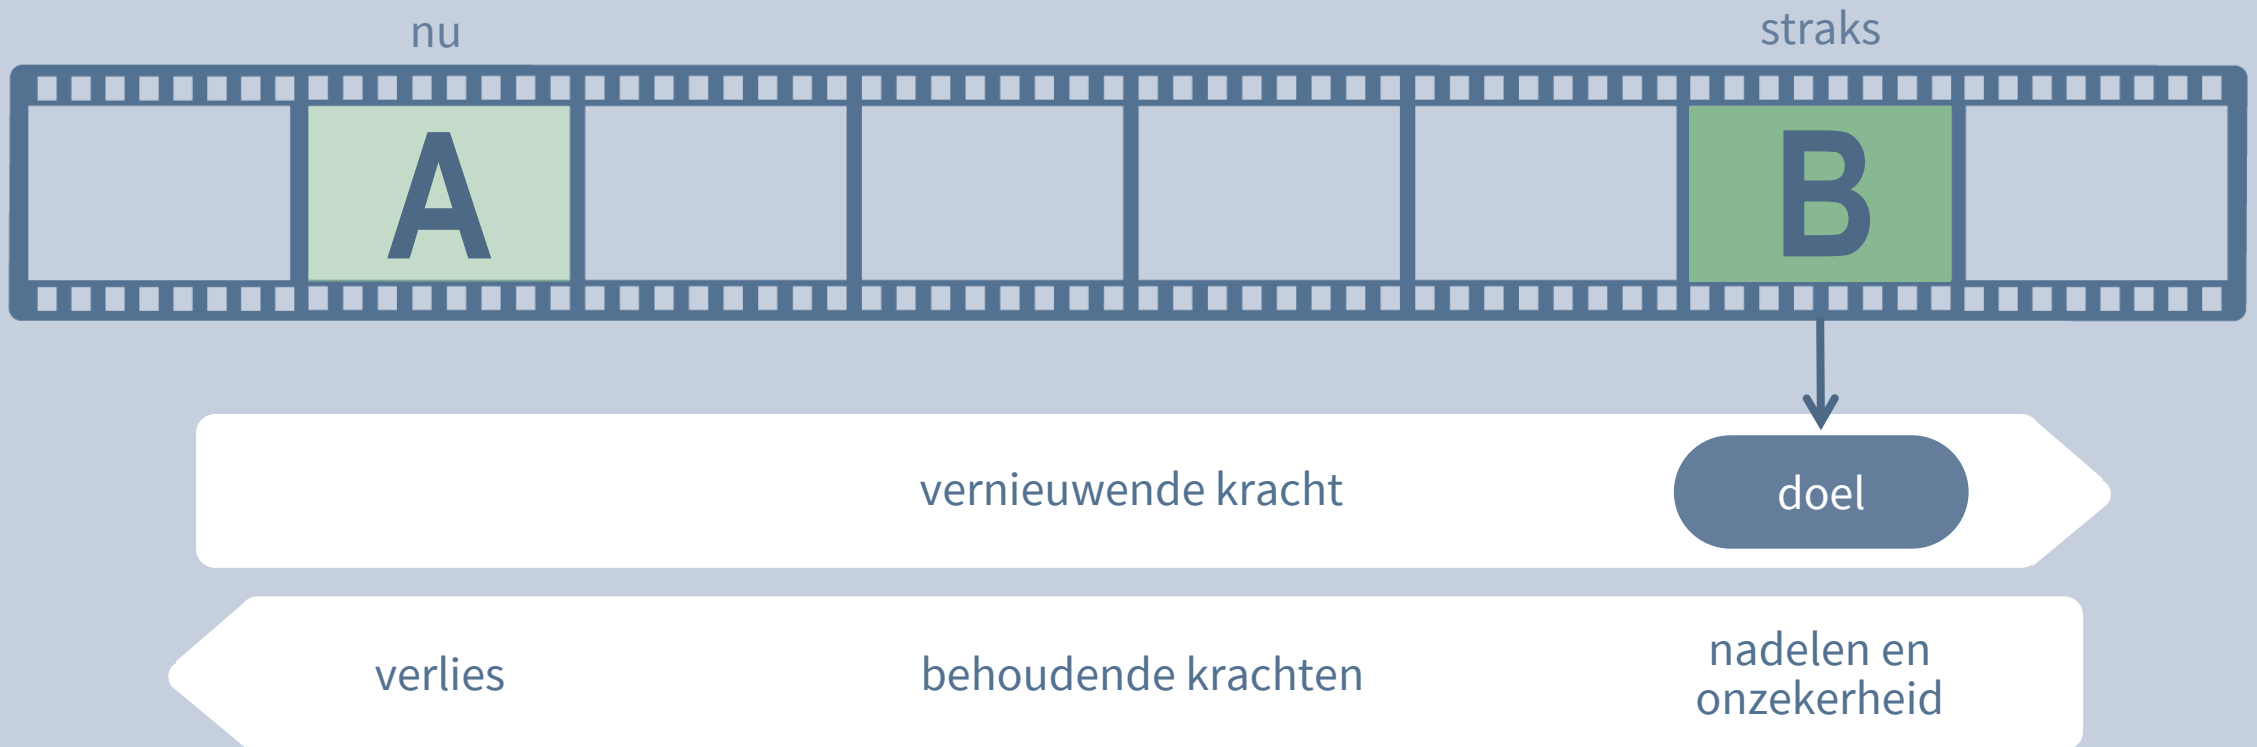 nu
straks
A
B
vernieuwende kracht
doel
verlies
behoudende krachten
nadelen en
onzekerheid